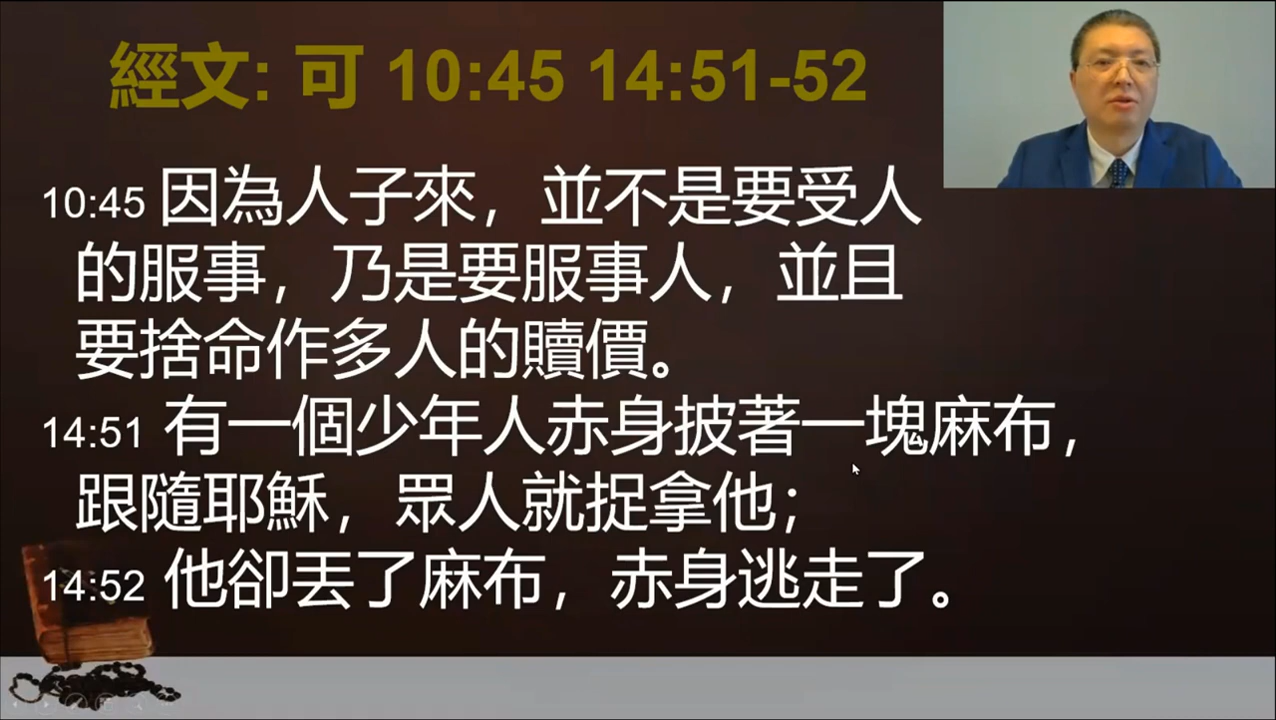 經文: 可 10:45 14:51-52
10:45 因為人子來，並不是要受人
的服事，乃是要服事人，並且
要捨命作多人的贖價。
14:51 有一個少年人赤身披著一塊麻布，
跟隨耶穌，眾人就捉拿他；
14:52 他卻丟了麻布，赤身逃走了。